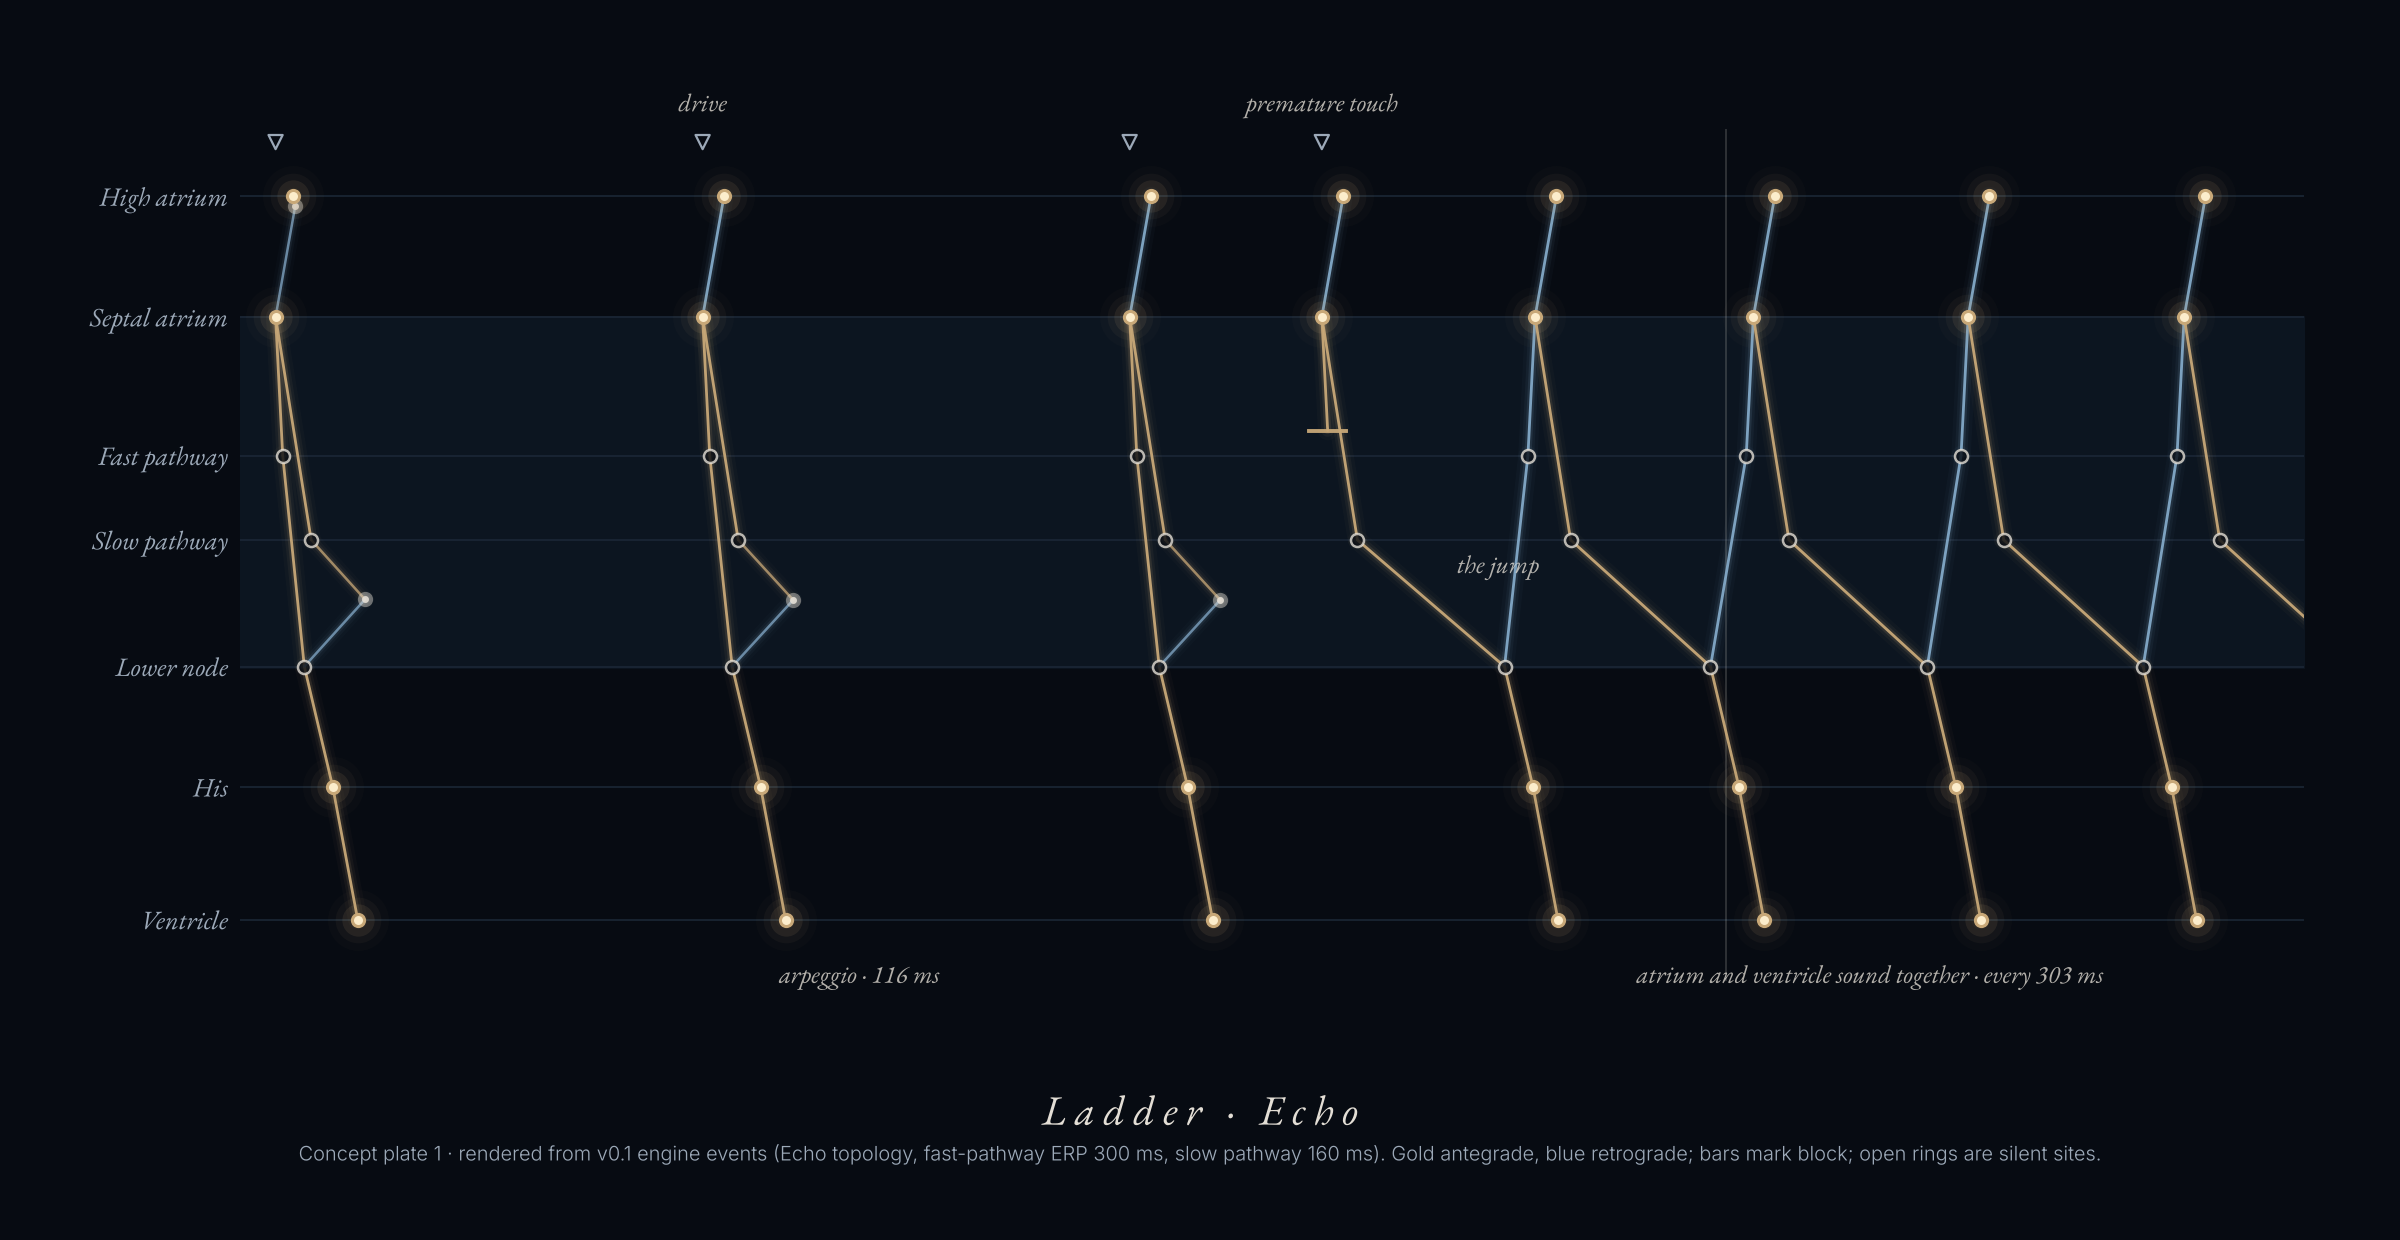 drive
premature touch
High atrium
Septal atrium
Fast pathway
Slow pathway
the jump
Lower node
His
Ventricle
arpeggio · 116 ms
atrium and ventricle sound together · every 303 ms
Ladder · Echo
Concept plate 1 · rendered from v0.1 engine events (Echo topology, fast-pathway ERP 300 ms, slow pathway 160 ms). Gold antegrade, blue retrograde; bars mark block; open rings are silent sites.